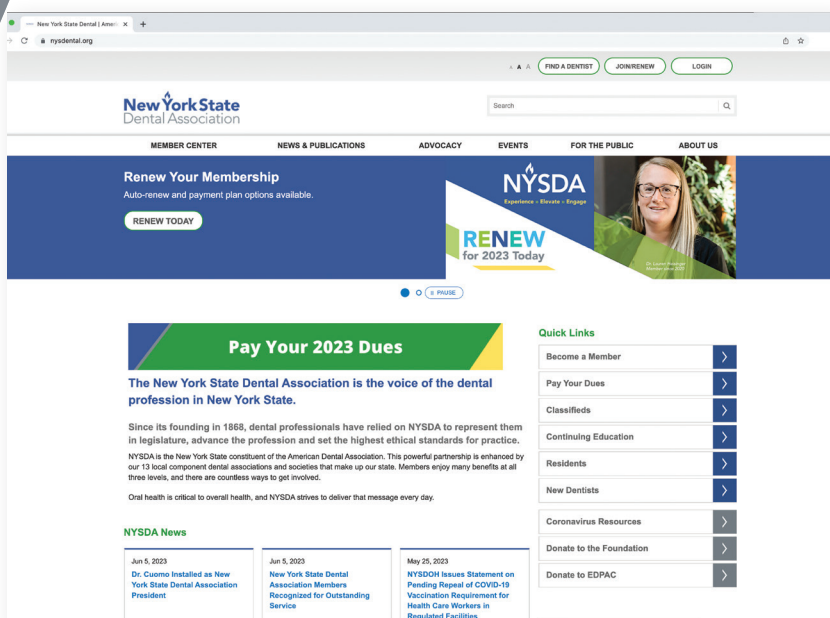 New York State Dental | Ameri
nysdental.org
A A A FIND A DENTIST JOIN/RENEW LOGIN
New York State
Dental Association
Search
MEMBER CENTER NEWS & PUBLICATIONS ADVOCACY EVENTS FOR THE PUBLIC ABOUT US
Renew Your Membership
Auto-renew and payment plan options available.
RENEW TODAY
NYSDA
Experience • Elevate • Engage
RENEW
for 2023 Today
Member since
PAUSE
Pay Your 2023 Dues
The New York State Dental Association is the voice of the dental
profession in New York State.
Since its founding in 1868, dental professionals have relied on NYSDA to represent them
in legislature, advance the profession and set the highest ethical standards for practice.
NYSDA is the New York State constituent of the American Dental Association. This powerful partnership is enhanced by
our 13 local component dental associations and societies that make up our state. Members enjoy many benefits at all
three levels, and there are countless ways to get involved.
Oral health is critical to overall health, and NYSDA strives to deliver that message every day.
NYSDA News
Jun 5, 2023
Dr. Cuomo Installed as New
York State Dental Association
President
Jun 5, 2023
New York State Dental
Association Members
Recognized for Outstanding
Service
May 25, 2023
NYSDOH Issues Statement on
Pending Repeal of COVID-19
Vaccination Requirement for
Health Care Workers in
Regulated Facilities
Quick Links
Become a Member
Pay Your Dues
Classifieds
Continuing Education
Residents
New Dentists
Coronavirus Resources
Donate to the Foundation
Donate to EDPAC